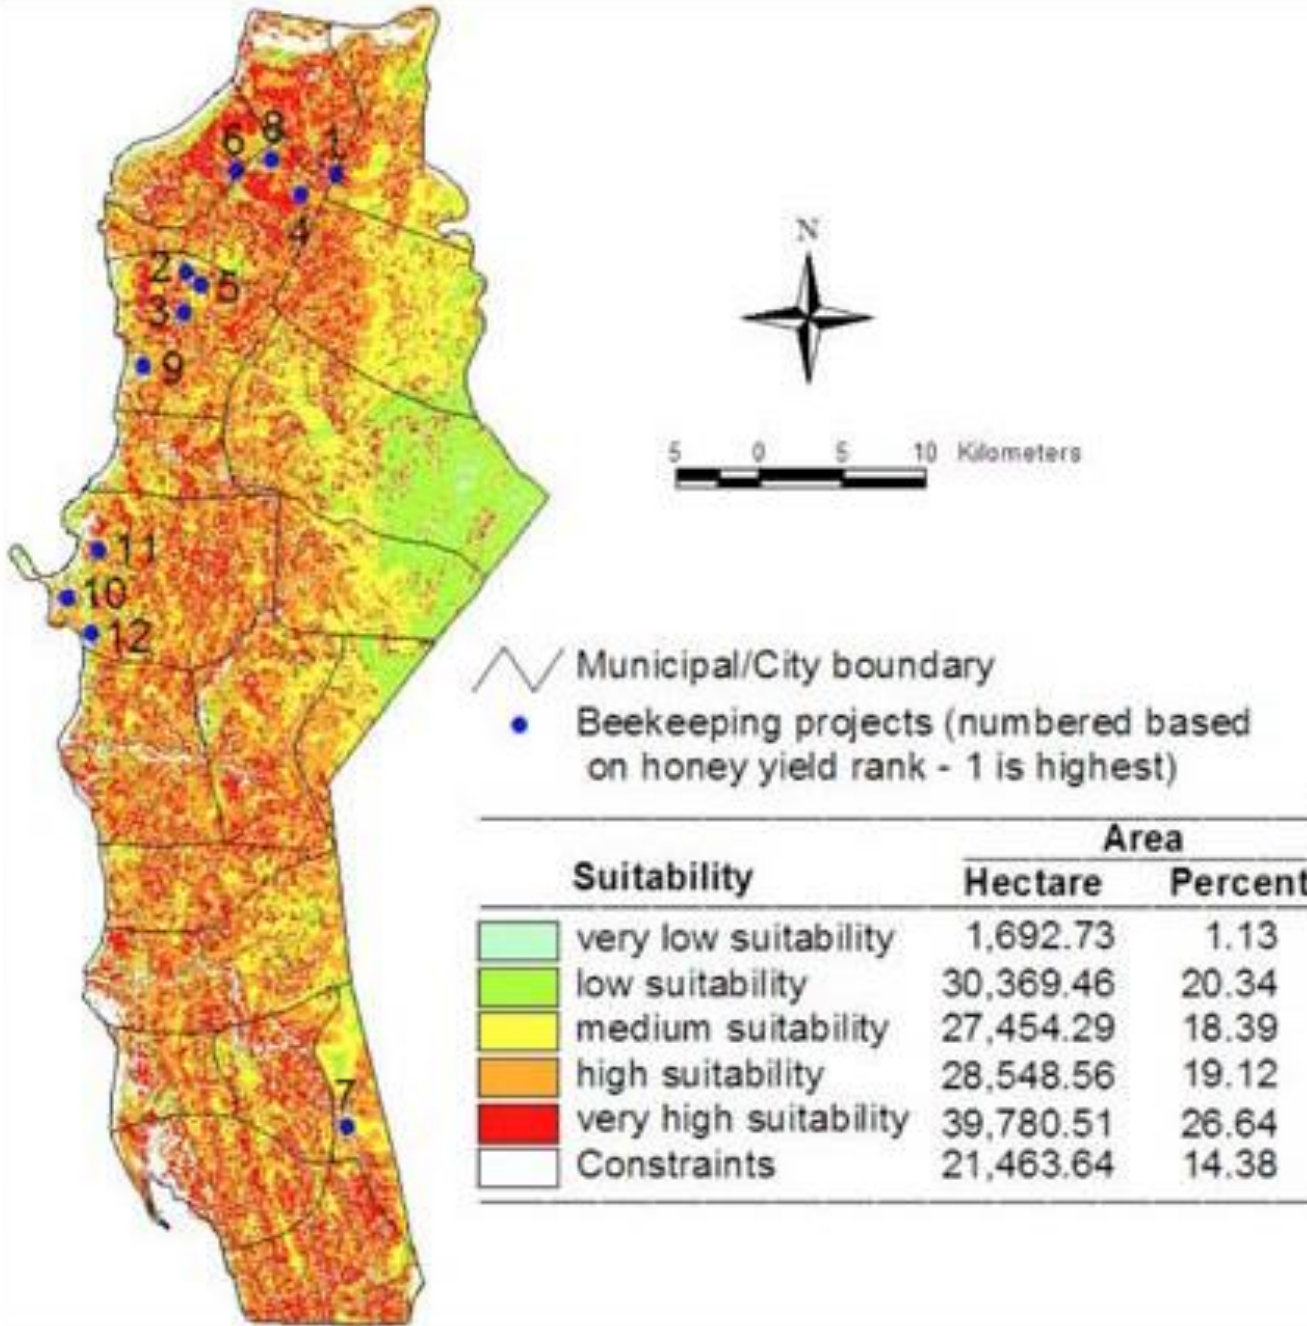 8
6
1
4
2
5
3
9
11
10
12
7
N
5 0 5 10 Kilometers
Municipal/City boundary
Beekeeping projects (numbered based
on honey yield rank - 1 is highest)
Area
Suitability Hectare Percent
very low suitability 1,692.73 1.13
low suitability 30,369.46 20.34
medium suitability 27,454.29 18.39
high suitability 28,548.56 19.12
very high suitability 39,780.51 26.64
Constraints 21,463.64 14.38